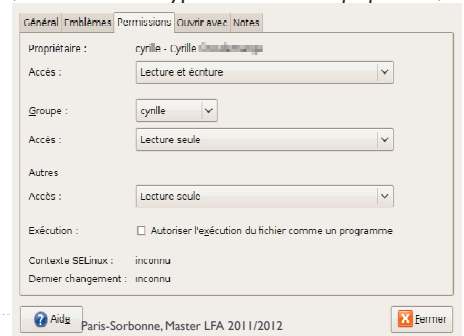 Général Emblèmes Permissions Ouvrir avec Notes
Propriétaire : cyrille - Cyrille
Accès : Lecture et écriture
Groupe : cyrille
Accès : Lecture seule
Autres
Accès : Lecture seule
Exécution : Autoriser l'exécution du fichier comme un programme
Contexte SELinux : inconnu
Dernier changement : inconnu
Aide Fermer
Paris-Sorbonne, Master LFA 2011/2012